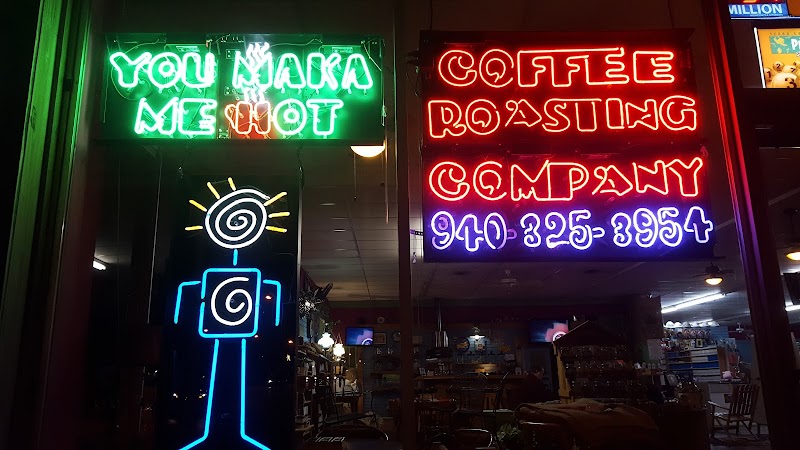 YOU MAKA
ME HOT
COFFEE
ROASTING
COMPANY
940-325-3954
MILLION